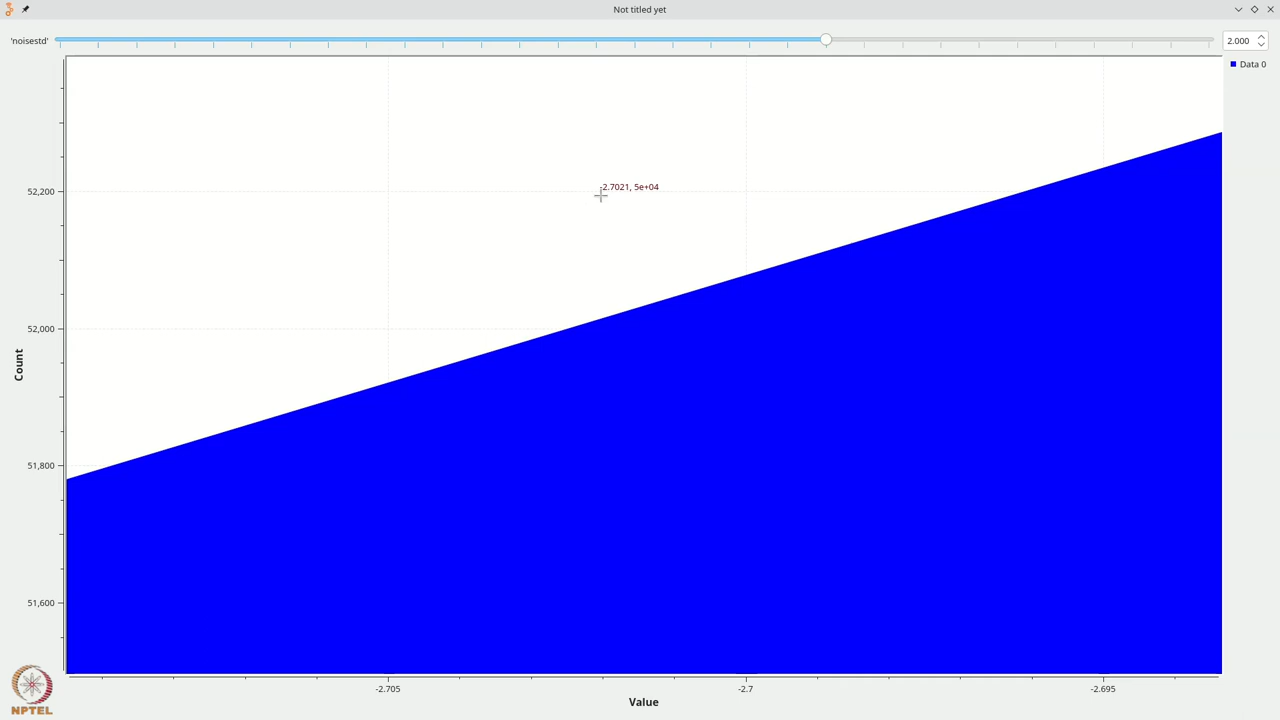 Not titled yet
'noisestd'
2.000
Data 0
-2.7021, 5e+04
52,200
52,000
51,800
51,600
Count
-2.705
-2.7
-2.695
Value
NPTEL